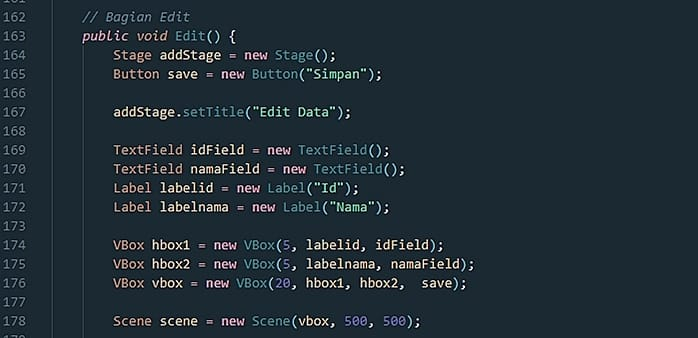 162 // Bagian Edit
163 public void Edit() {
164 Stage addStage = new Stage();
165 Button save = new Button("Simpan");
166
167 addStage.setTitle("Edit Data");
168
169 TextField idField = new TextField();
170 TextField namaField = new TextField();
171 Label labelid = new Label("Id");
172 Label labelnama = new Label("Nama");
173
174 VBox hbox1 = new VBox(5, labelid, idField);
175 VBox hbox2 = new VBox(5, labelnama, namaField);
176 VBox vbox = new VBox(20, hbox1, hbox2,  save);
177
178 Scene scene = new Scene(vbox, 500, 500);